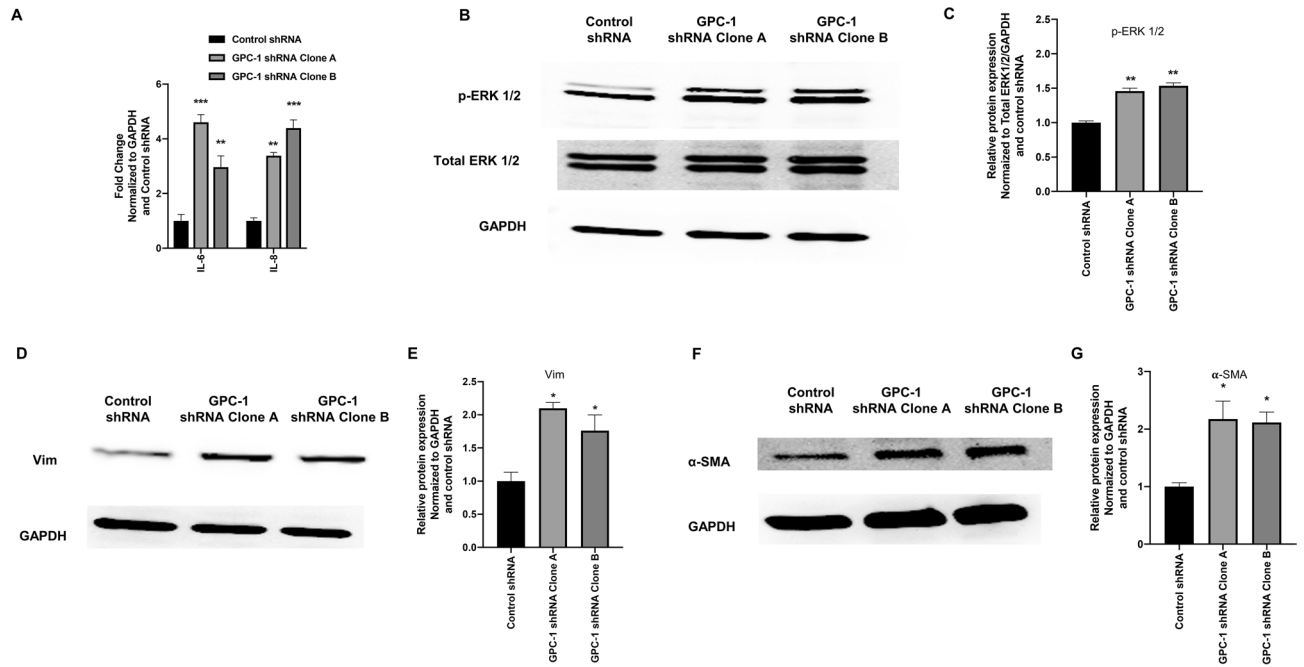 A
Control shRNA
GPC-1 shRNA Clone A
GPC-1 shRNA Clone B
Fold Change
Normalized to GAPDH
and Control shRNA
6
4
2
0
***
**
**
***
IL-6
IL-8
B
Control
shRNA
GPC-1
shRNA Clone A
GPC-1
shRNA Clone B
p-ERK 1/2
Total ERK 1/2
GAPDH
C
p-ERK 1/2
Relative protein expression
Normaized to Total ERK1/2/GAPDH
and control shRNA
2.0
1.5
1.0
0.5
0.0
**
**
Control shRNA
GPC-1 shRNA Clone A
GPC-1 shRNA Clone B
D
Control
shRNA
GPC-1
shRNA Clone A
GPC-1
shRNA Clone B
Vim
GAPDH
E
Vim
Relative protein expression
Normaized to GAPDH
and control shRNA
2.5
2.0
1.5
1.0
0.5
0.0
*
*
Control shRNA
GPC-1 shRNA Clone A
GPC-1 shRNA Clone B
F
Control
shRNA
GPC-1
shRNA Clone A
GPC-1
shRNA Clone B
α-SMA
GAPDH
G
α-SMA
Relative protein expression
Normaized to GAPDH
and control shRNA
3
2
1
0
*
*
Control shRNA
GPC-1 shRNA Clone A
GPC-1 shRNA Clone B